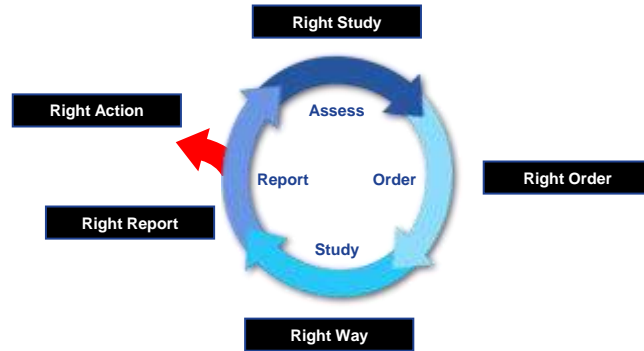 Right Study
Right Action
Assess
Report
Order
Right Order
Right Report
Study
Right Way